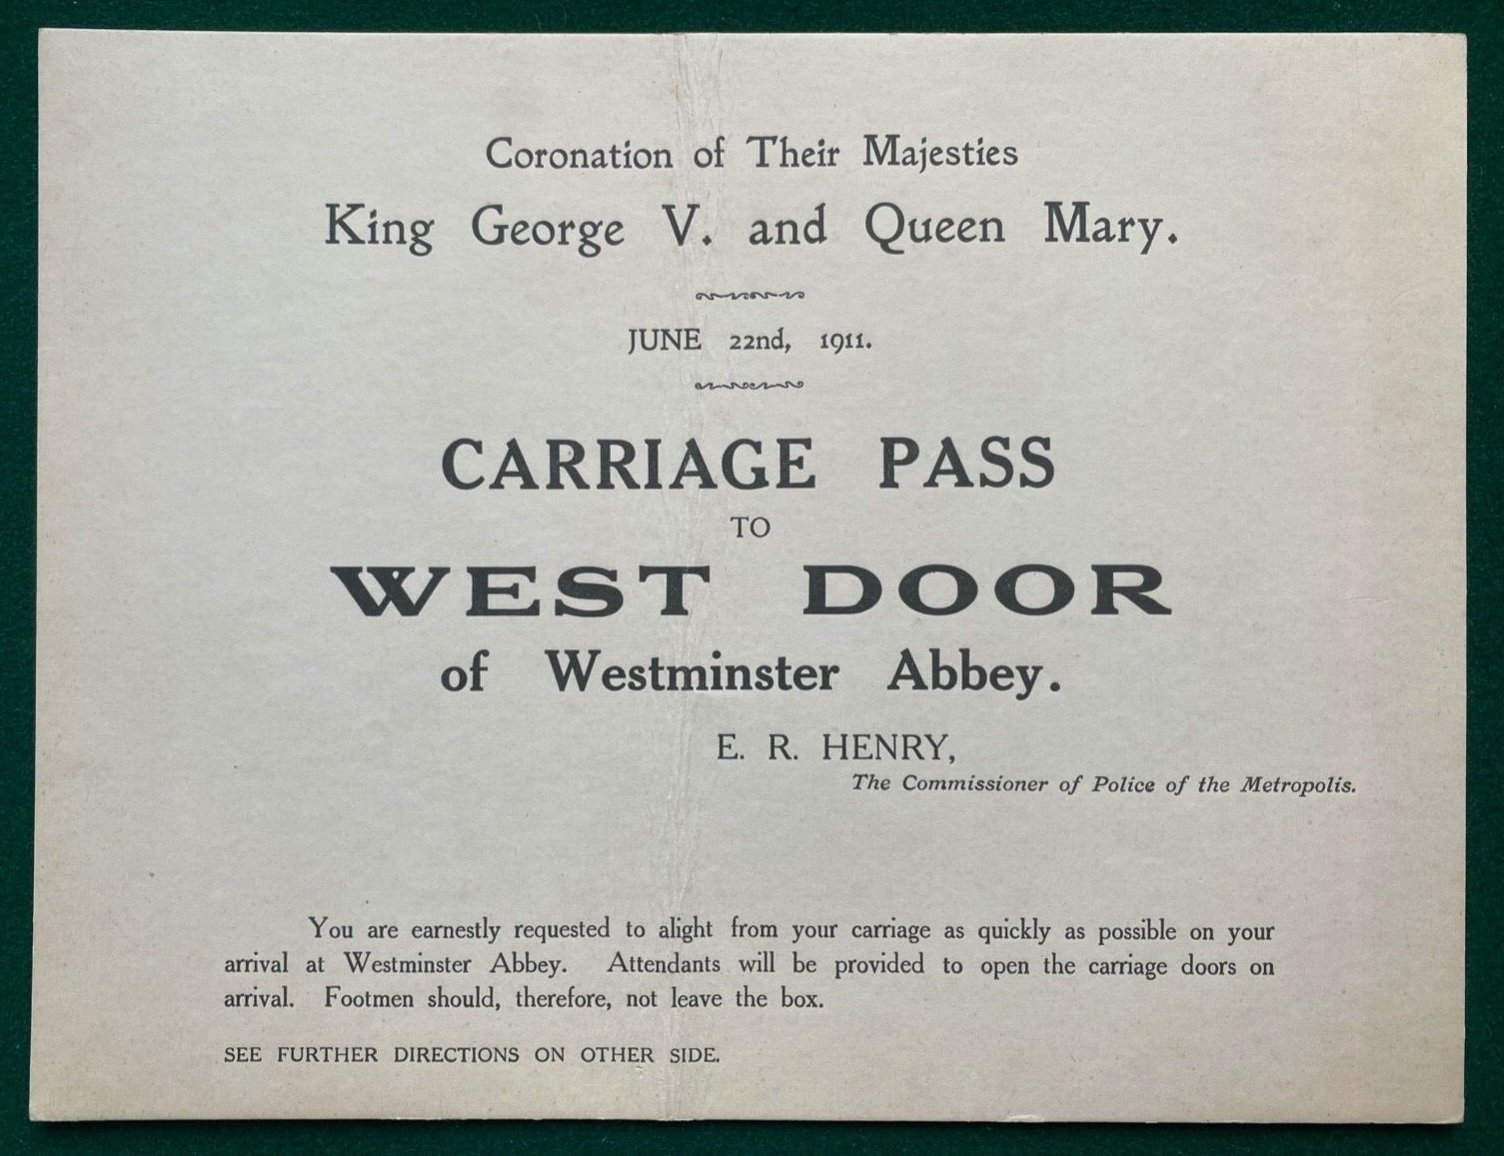 Coronation of Their Majesties
King George V. and Queen Mary.
JUNE 22nd, 1911.
CARRIAGE PASS
TO
WEST DOOR
of Westminster Abbey.
E. R. HENRY,
The Commissioner of Police of the Metropolis.
You are earnestly requested to alight from your carriage as quickly as possible on your
arrival at Westminster Abbey. Attendants will be provided to open the carriage doors on
arrival. Footmen should, therefore, not leave the box.
SEE FURTHER DIRECTIONS ON OTHER SIDE.